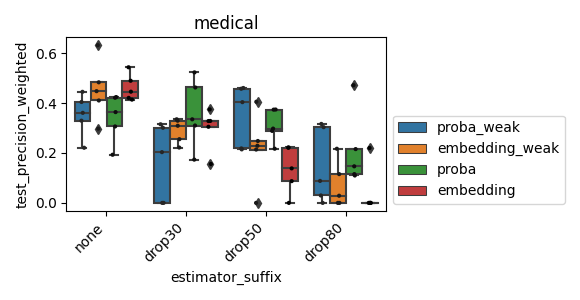 medical
test_precision_weighted
0.6
0.4
0.2
0.0
none
drop30
drop50
drop80
estimator_suffix
proba_weak
embedding_weak
proba
embedding